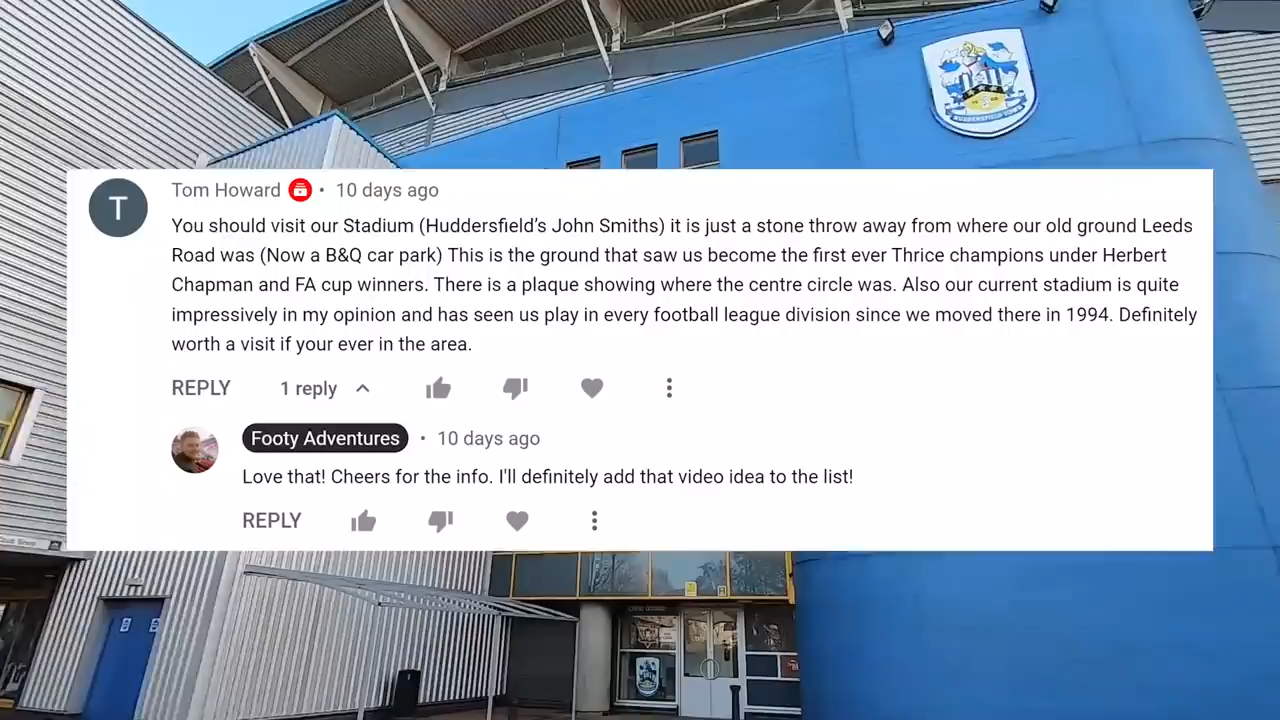 HUDDERSFIELD TOWN
T
Tom Howard • 10 days ago
You should visit our Stadium (Huddersfield’s John Smiths) it is just a stone throw away from where our old ground Leeds
Road was (Now a B&Q car park) This is the ground that saw us become the first ever Thrice champions under Herbert
Chapman and FA cup winners. There is a plaque showing where the centre circle was. Also our current stadium is quite
impressively in my opinion and has seen us play in every football league division since we moved there in 1994. Definitely
worth a visit if your ever in the area.
REPLY 1 reply
Footy Adventures • 10 days ago
Love that! Cheers for the info. I'll definitely add that video idea to the list!
REPLY